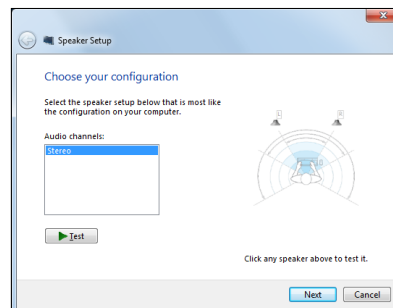 Speaker Setup
Choose your configuration
Select the speaker setup below that is most like
the configuration on your computer.
Audio channels:
Stereo
L
R
Test
Click any speaker above to test it.
Next
Cancel